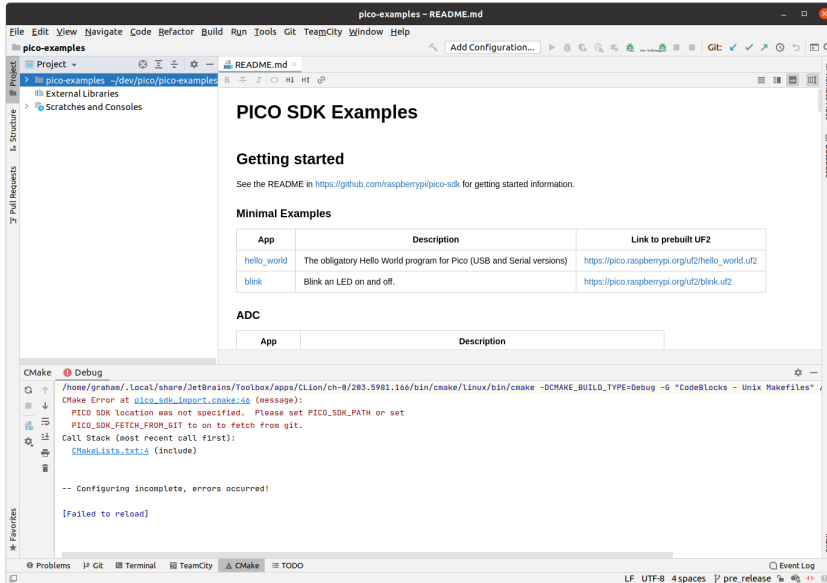 pico-examples – README.md
File Edit View Navigate Code Refactor Build Run Tools Git TeamCity Window Help
pico-examples
Add Configuration...
Git:
Project
README.md
pico-examples ~/dev/pico/pico-examples
External Libraries
Scratches and Consoles
Project
Structure
Pull Requests
Favorites
B I <> H↓ H↑
PICO SDK Examples
Getting started
See the README in https://github.com/raspberrypi/pico-sdk for getting started information.
Minimal Examples
App Description Link to prebuilt UF2
hello_world The obligatory Hello World program for Pico (USB and Serial versions) https://pico.raspberrypi.org/uf2/hello_world.uf2
blink Blink an LED on and off. https://pico.raspberrypi.org/uf2/blink.uf2
ADC
App Description
CMake Debug
/home/graham/.local/share/JetBrains/Toolbox/apps/CLion/ch-0/203.5981.166/bin/cmake/linux/bin/cmake -DCMAKE_BUILD_TYPE=Debug -G "CodeBlocks - Unix Makefiles" /
CMake Error at pico_sdk_import.cmake:46 (message):
PICO SDK location was not specified. Please set PICO_SDK_PATH or set
PICO_SDK_FETCH_FROM_GIT to on to fetch from git.
Call Stack (most recent call first):
CMakeLists.txt:4 (include)
-- Configuring incomplete, errors occurred!
[Failed to reload]
Problems Git Terminal TeamCity CMake TODO Event Log
LF UTF-8 4 spaces pre_release